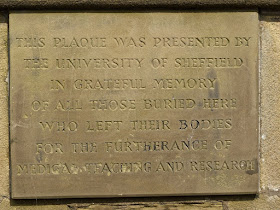 THIS PLAQUE WAS PRESENTED BY
THE UNIVERSITY OF SHEFFIELD
IN GRATEFUL MEMORY
OF ALL THOSE BURIED HERE
WHO LEFT THEIR BODIES
FOR THE FURTHERANCE OF
MEDICAL TEACHING AND RESEARCH